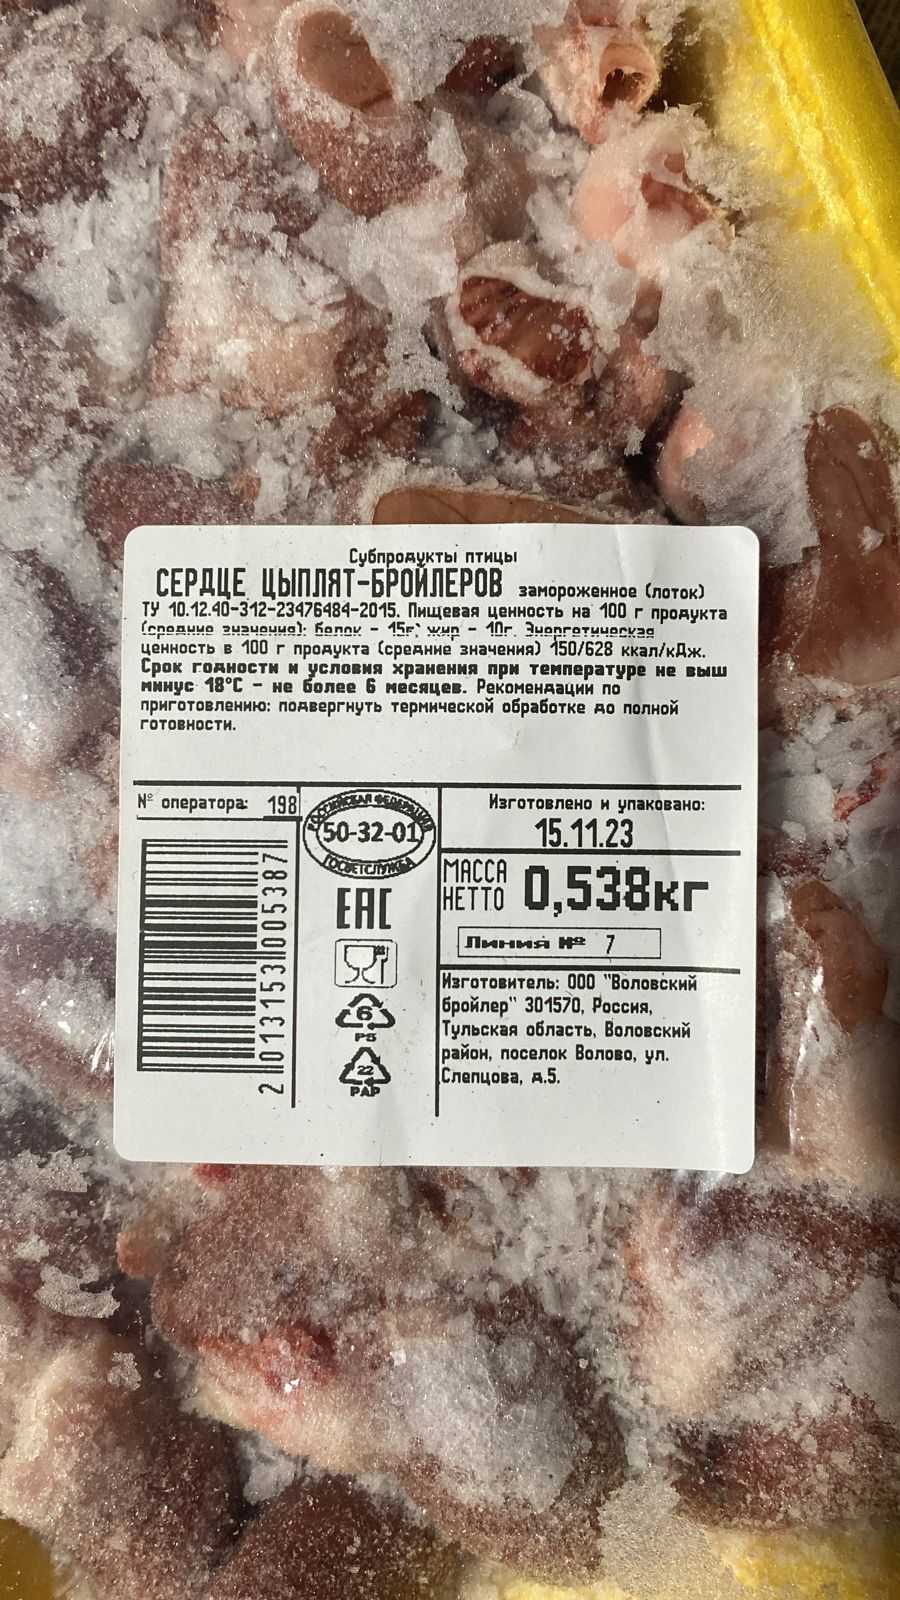 Субпродукты птицы
СЕРДЦЕ ЦЫПЛЯТ-БРОЙЛЕРОВ замороженное (лоток)
ТУ 10.12.40-312-23476484-2015. Пищевая ценность на 100 г продукта
(средние значения): белок - 15г; жир - 10г. Энергетическая
ценность в 100 г продукта (средние значения) 150/628 ккал/кДж.
Срок годности и условия хранения при температуре не выш
минус 18°C - не более 6 месяцев. Рекомендации по
приготовлению: подвергнуть термической обработке до полной
готовности.
№ оператора: 198
2013153005387
РОССИЙСКАЯ ФЕДЕРАЦИЯ
50-32-01
ГОСВЕТСЛУЖБА
EAC
6
PS
22
PAP
Изготовлено и упаковано:
15.11.23
МАССА НЕТТО 0,538кг
Линия № 7
Изготовитель: ООО "Воловский
бройлер" 301570, Россия,
Тульская область, Воловский
район, поселок Волово, ул.
Слепцова, д.5.